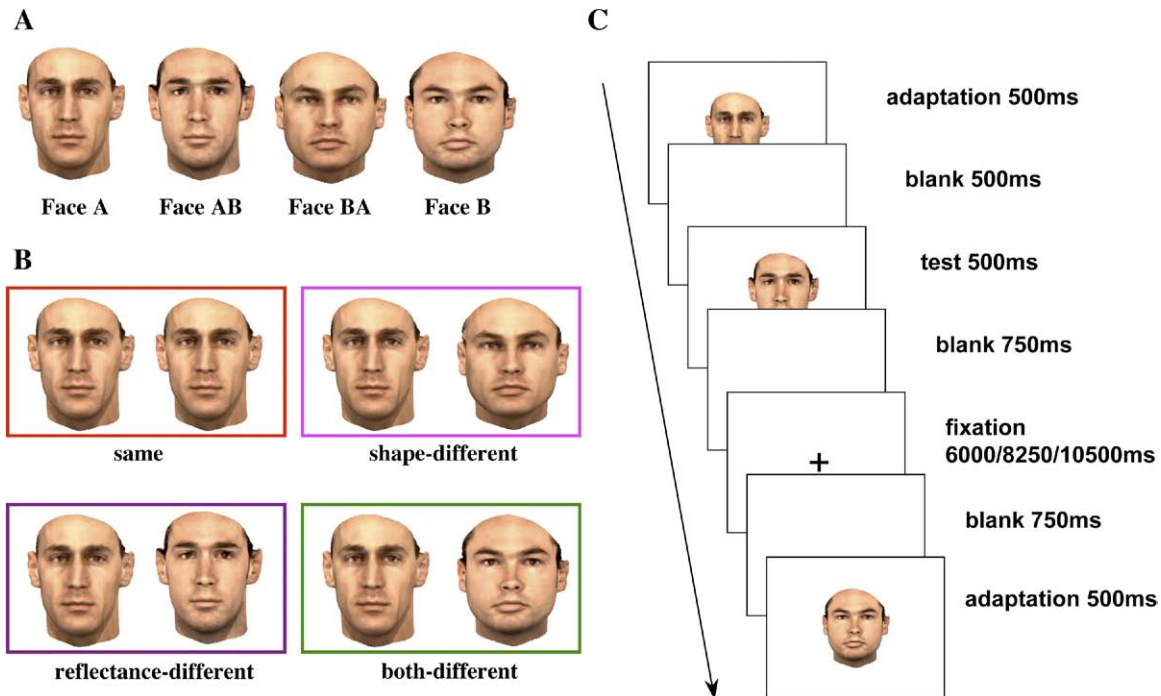 A
Face A
Face AB
Face BA
Face B
B
same
shape-different
reflectance-different
both-different
C
adaptation 500ms
blank 500ms
test 500ms
blank 750ms
fixation
6000/8250/10500ms
blank 750ms
adaptation 500ms